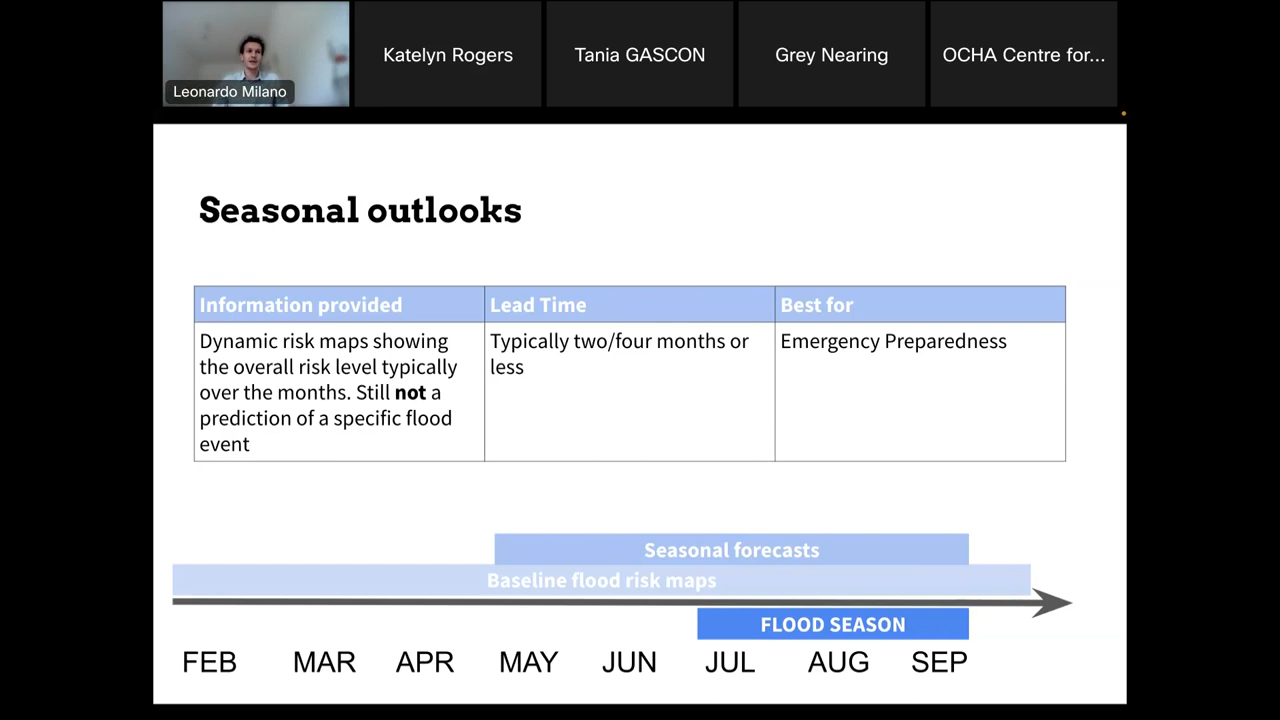 Leonardo Milano
Katelyn Rogers
Tania GASCON
Grey Nearing
OCHA Centre for...
Seasonal outlooks
Information provided
Lead Time
Best for
Dynamic risk maps showing
the overall risk level typically
over the months. Still not a
prediction of a specific flood
event
Typically two/four months or
less
Emergency Preparedness
Seasonal forecasts
Baseline flood risk maps
FLOOD SEASON
FEB MAR APR MAY JUN JUL AUG SEP